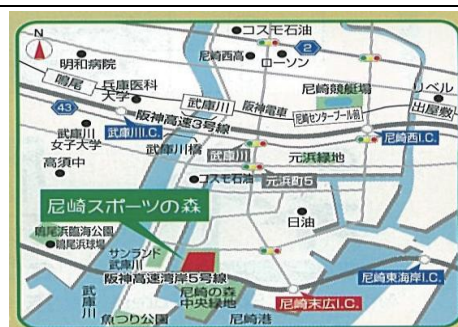 コスモ石油
2
明和病院
尼崎西高
ローソン
鳴尾
兵庫医科
大学
武庫川
阪神電車
尼崎競艇場
尼崎センタープール前
リベル
出屋敷
43
阪神高速3号線
武庫川
女子大学
武庫川I.C.
尼崎西I.C.
武庫川橋
武庫川
元浜緑地
高須中
コスモ石油
元浜町5
尼崎スポーツの森
日油
鳴尾浜臨海公園
鳴尾浜球場
サンランド
武庫川
阪神高速湾岸5号線
尼崎東海岸I.C.
尼崎の森
中央緑地
尼崎末広I.C.
武庫川
魚つり公園
尼崎港